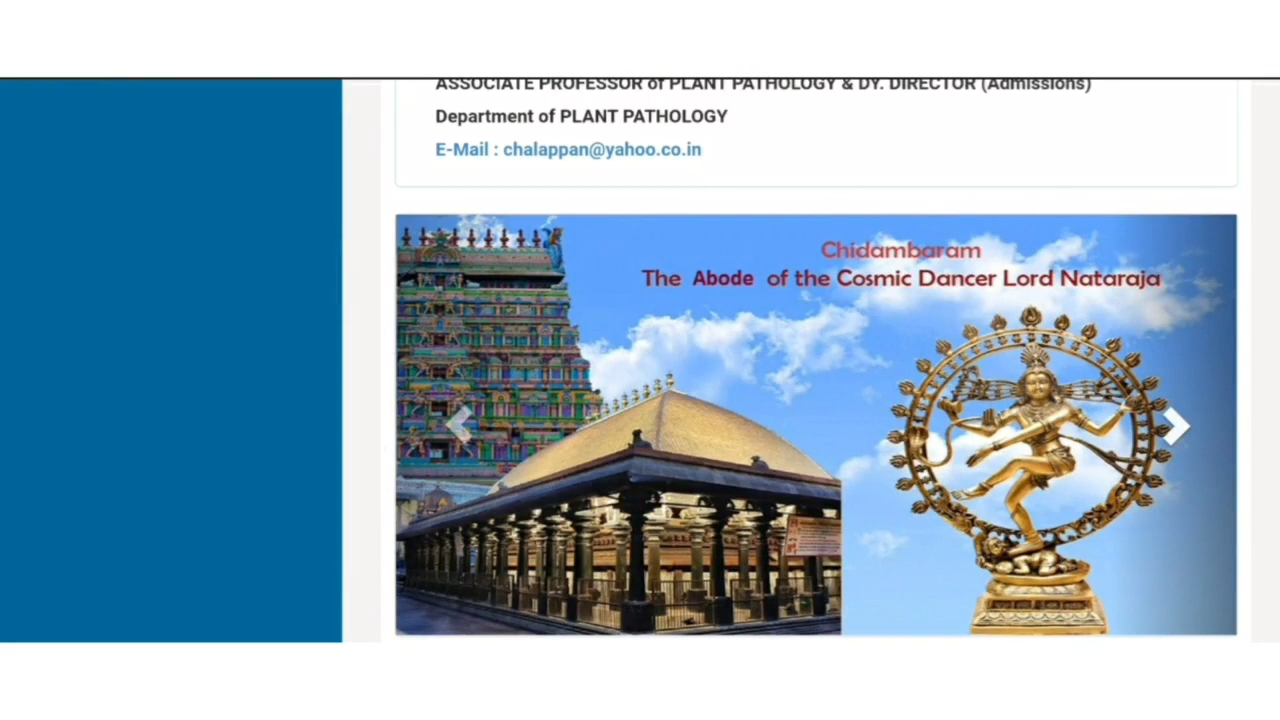 ASSOCIATE PROFESSOR of PLANT PATHOLOGY & DY. DIRECTOR (Admissions)
Department of PLANT PATHOLOGY
E-Mail : chalappan@yahoo.co.in
Chidambaram
The Abode of the Cosmic Dancer Lord Nataraja